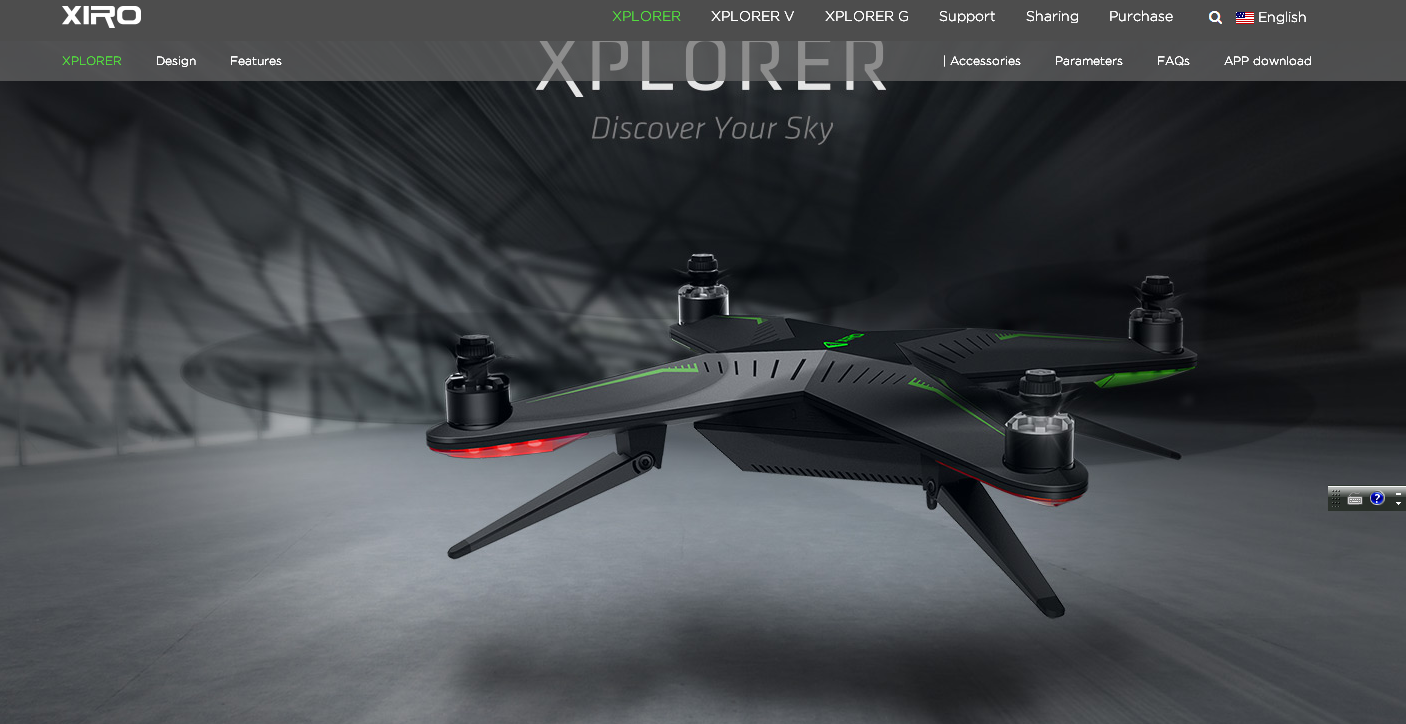 XIRO
XPLORER XPLORER V XPLORER G Support Sharing Purchase English
XPLORER Design Features | Accessories Parameters FAQs APP download
XPLORER
Discover Your Sky
XIRO
?